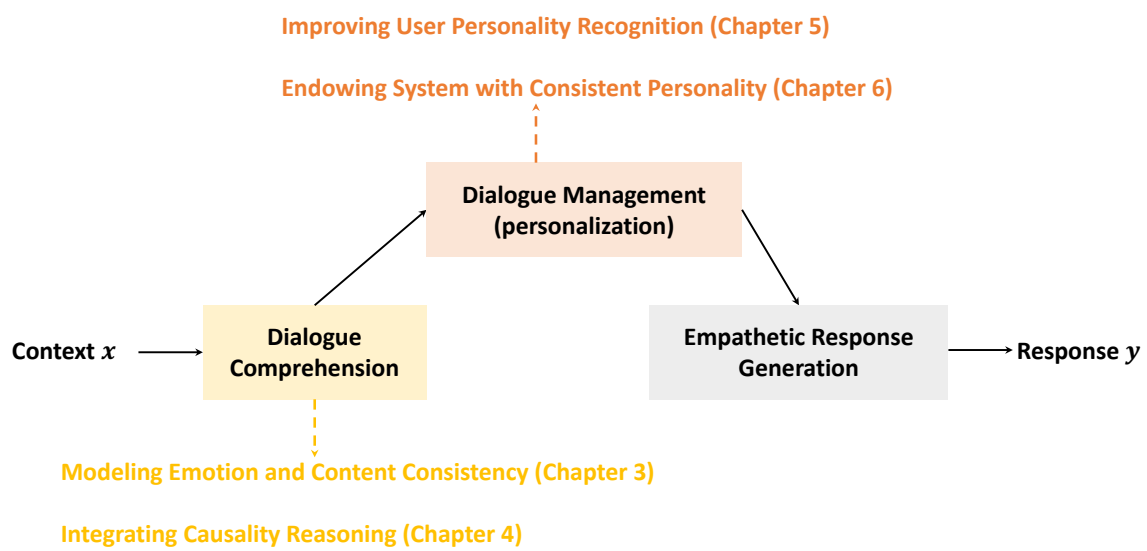 Improving User Personality Recognition (Chapter 5)
Endowing System with Consistent Personality (Chapter 6)
Dialogue Management
(personalization)
Context x
Dialogue
Comprehension
Empathetic Response
Generation
Response y
Modeling Emotion and Content Consistency (Chapter 3)
Integrating Causality Reasoning (Chapter 4)